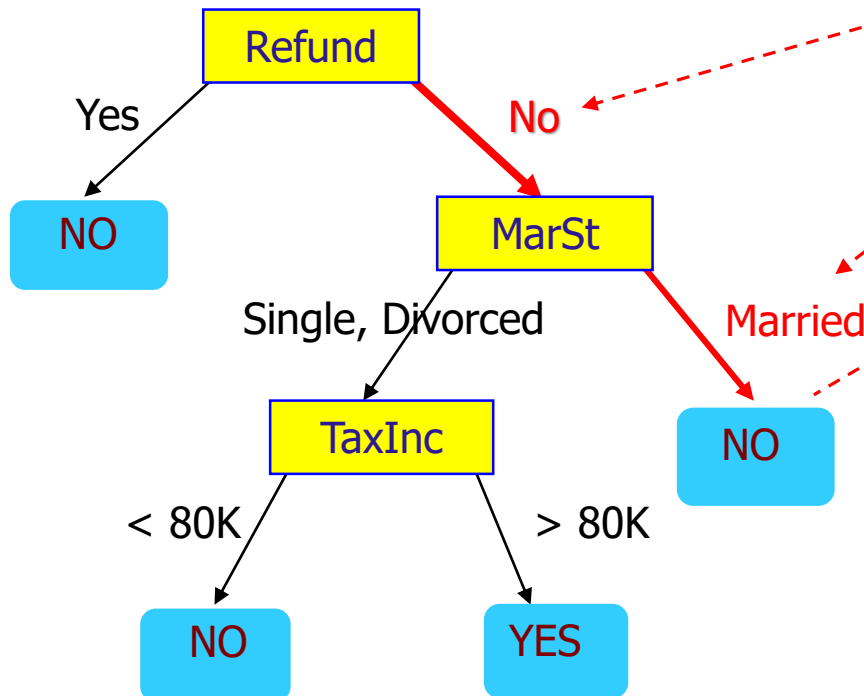 Refund
Yes
No
NO
MarSt
Single, Divorced
Married
TaxInc
NO
< 80K
> 80K
NO
YES